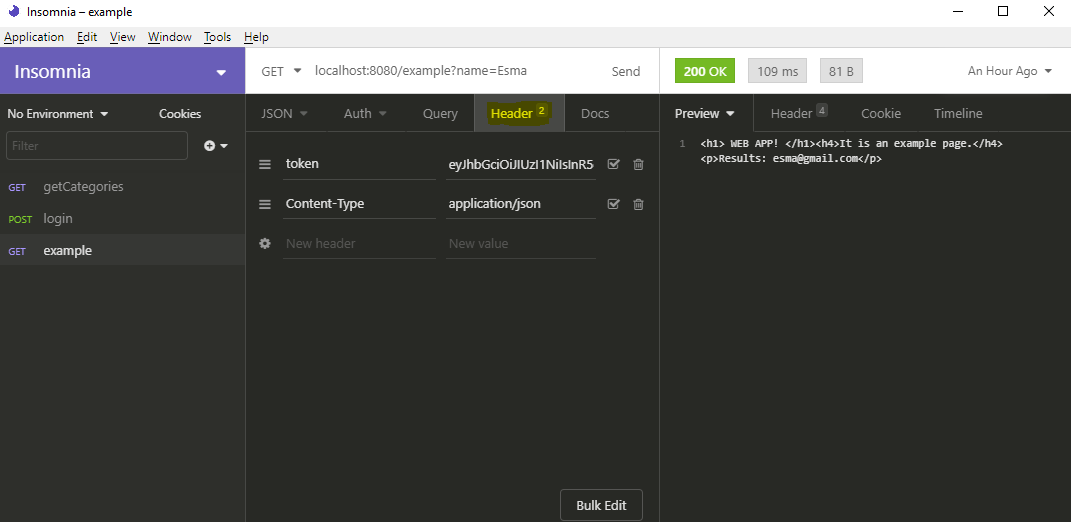 Insomnia – example
Application Edit View Window Tools Help
Insomnia
GET localhost:8080/example?name=Esma Send
200 OK 109 ms 81 B An Hour Ago
No Environment Cookies
JSON Auth Query Header 2 Docs
Preview Header 4 Cookie Timeline
Filter
GET getCategories
POST login
GET example
token eyJhbGciOiJIUzI1NiIsInR5
Content-Type application/json
New header New value
Bulk Edit
1 <h1> WEB APP! </h1><h4>It is an example page.</h4>
<p>Results: esma@gmail.com</p>